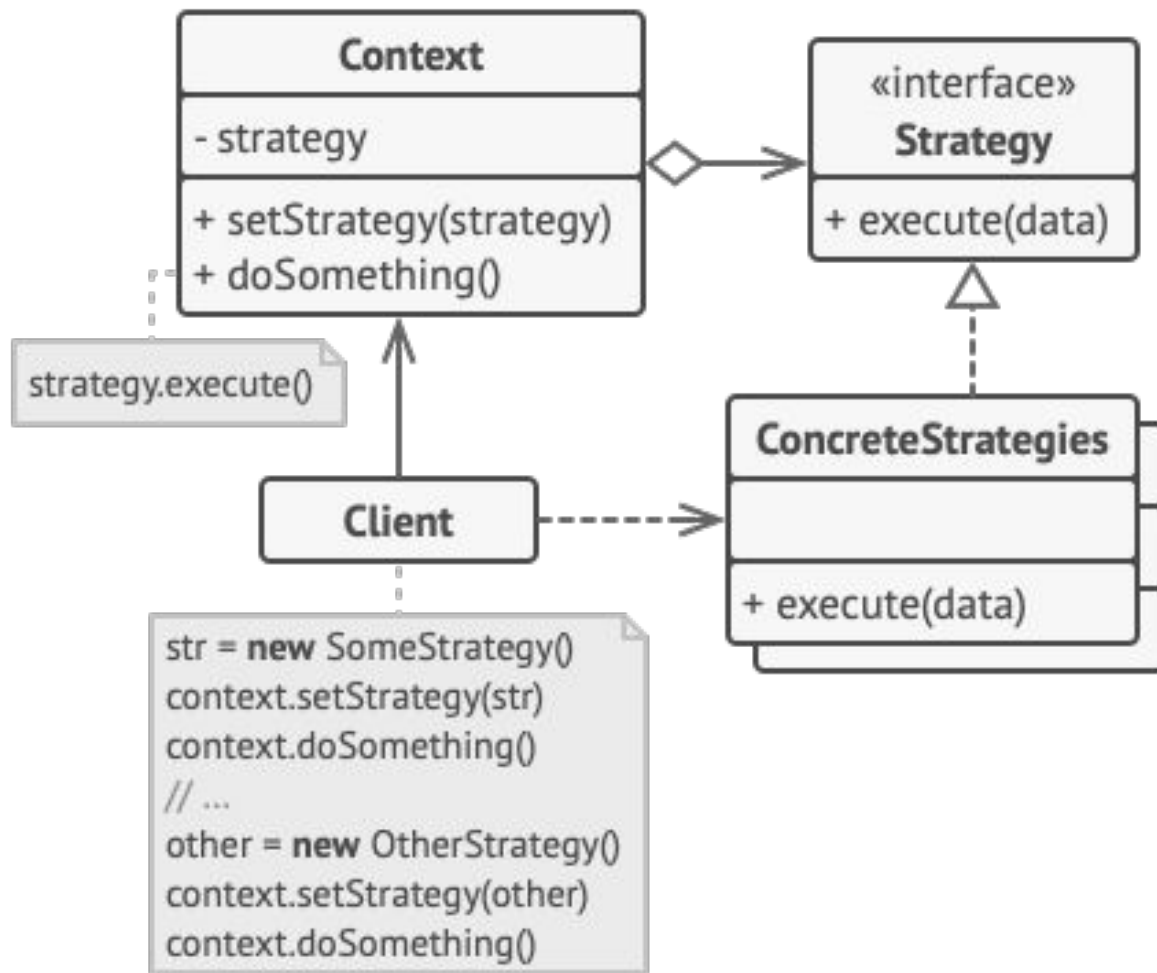 Context
- strategy
+ setStrategy(strategy)
+ doSomething()
«interface»
Strategy
+ execute(data)
strategy.execute()
Client
ConcreteStrategies
+ execute(data)
str = new SomeStrategy()
context.setStrategy(str)
context.doSomething()
// ...
other = new OtherStrategy()
context.setStrategy(other)
context.doSomething()